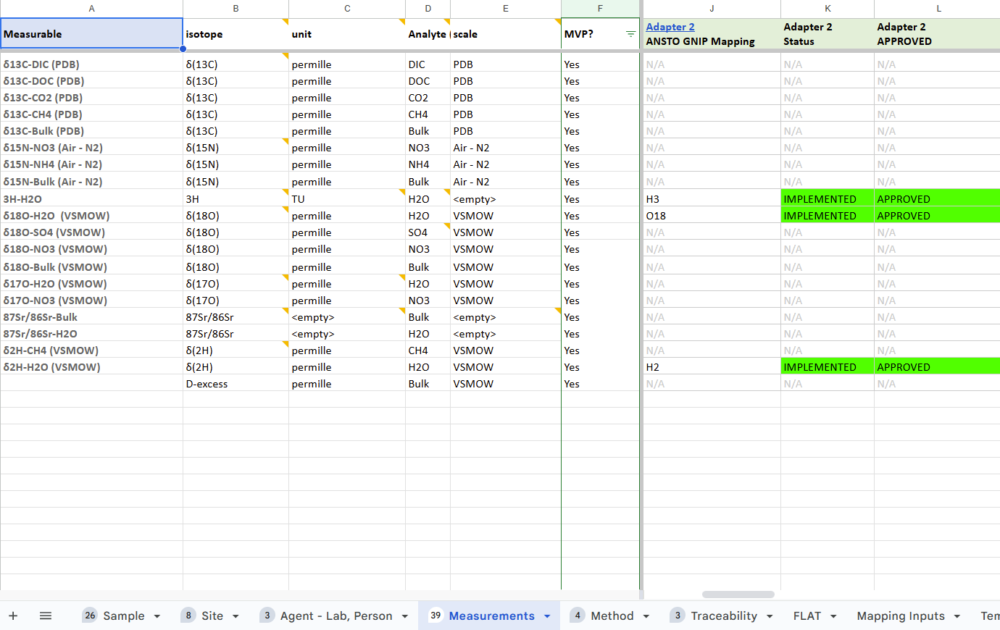 A B C D E F J K L
Measurable isotope unit Analyte scale MVP? Adapter 2 ANSTO GNIP Mapping Adapter 2 Status Adapter 2 APPROVED
δ13C-DIC (PDB) δ(13C) permille DIC PDB Yes N/A N/A N/A
δ13C-DOC (PDB) δ(13C) permille DOC PDB Yes N/A N/A N/A
δ13C-CO2 (PDB) δ(13C) permille CO2 PDB Yes N/A N/A N/A
δ13C-CH4 (PDB) δ(13C) permille CH4 PDB Yes N/A N/A N/A
δ13C-Bulk (PDB) δ(13C) permille Bulk PDB Yes N/A N/A N/A
δ15N-NO3 (Air - N2) δ(15N) permille NO3 Air - N2 Yes N/A N/A N/A
δ15N-NH4 (Air - N2) δ(15N) permille NH4 Air - N2 Yes N/A N/A N/A
δ15N-Bulk (Air - N2) δ(15N) permille Bulk Air - N2 Yes N/A N/A N/A
3H-H2O 3H TU H2O <empty> Yes H3 IMPLEMENTED APPROVED
δ18O-H2O (VSMOW) δ(18O) permille H2O VSMOW Yes O18 IMPLEMENTED APPROVED
δ18O-SO4 (VSMOW) δ(18O) permille SO4 VSMOW Yes N/A N/A N/A
δ18O-NO3 (VSMOW) δ(18O) permille NO3 VSMOW Yes N/A N/A N/A
δ18O-Bulk (VSMOW) δ(18O) permille Bulk VSMOW Yes N/A N/A N/A
δ17O-H2O (VSMOW) δ(17O) permille H2O VSMOW Yes N/A N/A N/A
δ17O-NO3 (VSMOW) δ(17O) permille NO3 VSMOW Yes N/A N/A N/A
87Sr/86Sr-Bulk 87Sr/86Sr <empty> Bulk <empty> Yes N/A N/A N/A
87Sr/86Sr-H2O 87Sr/86Sr <empty> H2O <empty> Yes N/A N/A N/A
δ2H-CH4 (VSMOW) δ(2H) permille CH4 VSMOW Yes N/A N/A N/A
δ2H-H2O (VSMOW) δ(2H) permille H2O VSMOW Yes H2 IMPLEMENTED APPROVED
D-excess permille Bulk VSMOW Yes N/A N/A N/A
26 Sample 8 Site 3 Agent - Lab, Person 39 Measurements 4 Method 3 Traceability FLAT Mapping Inputs